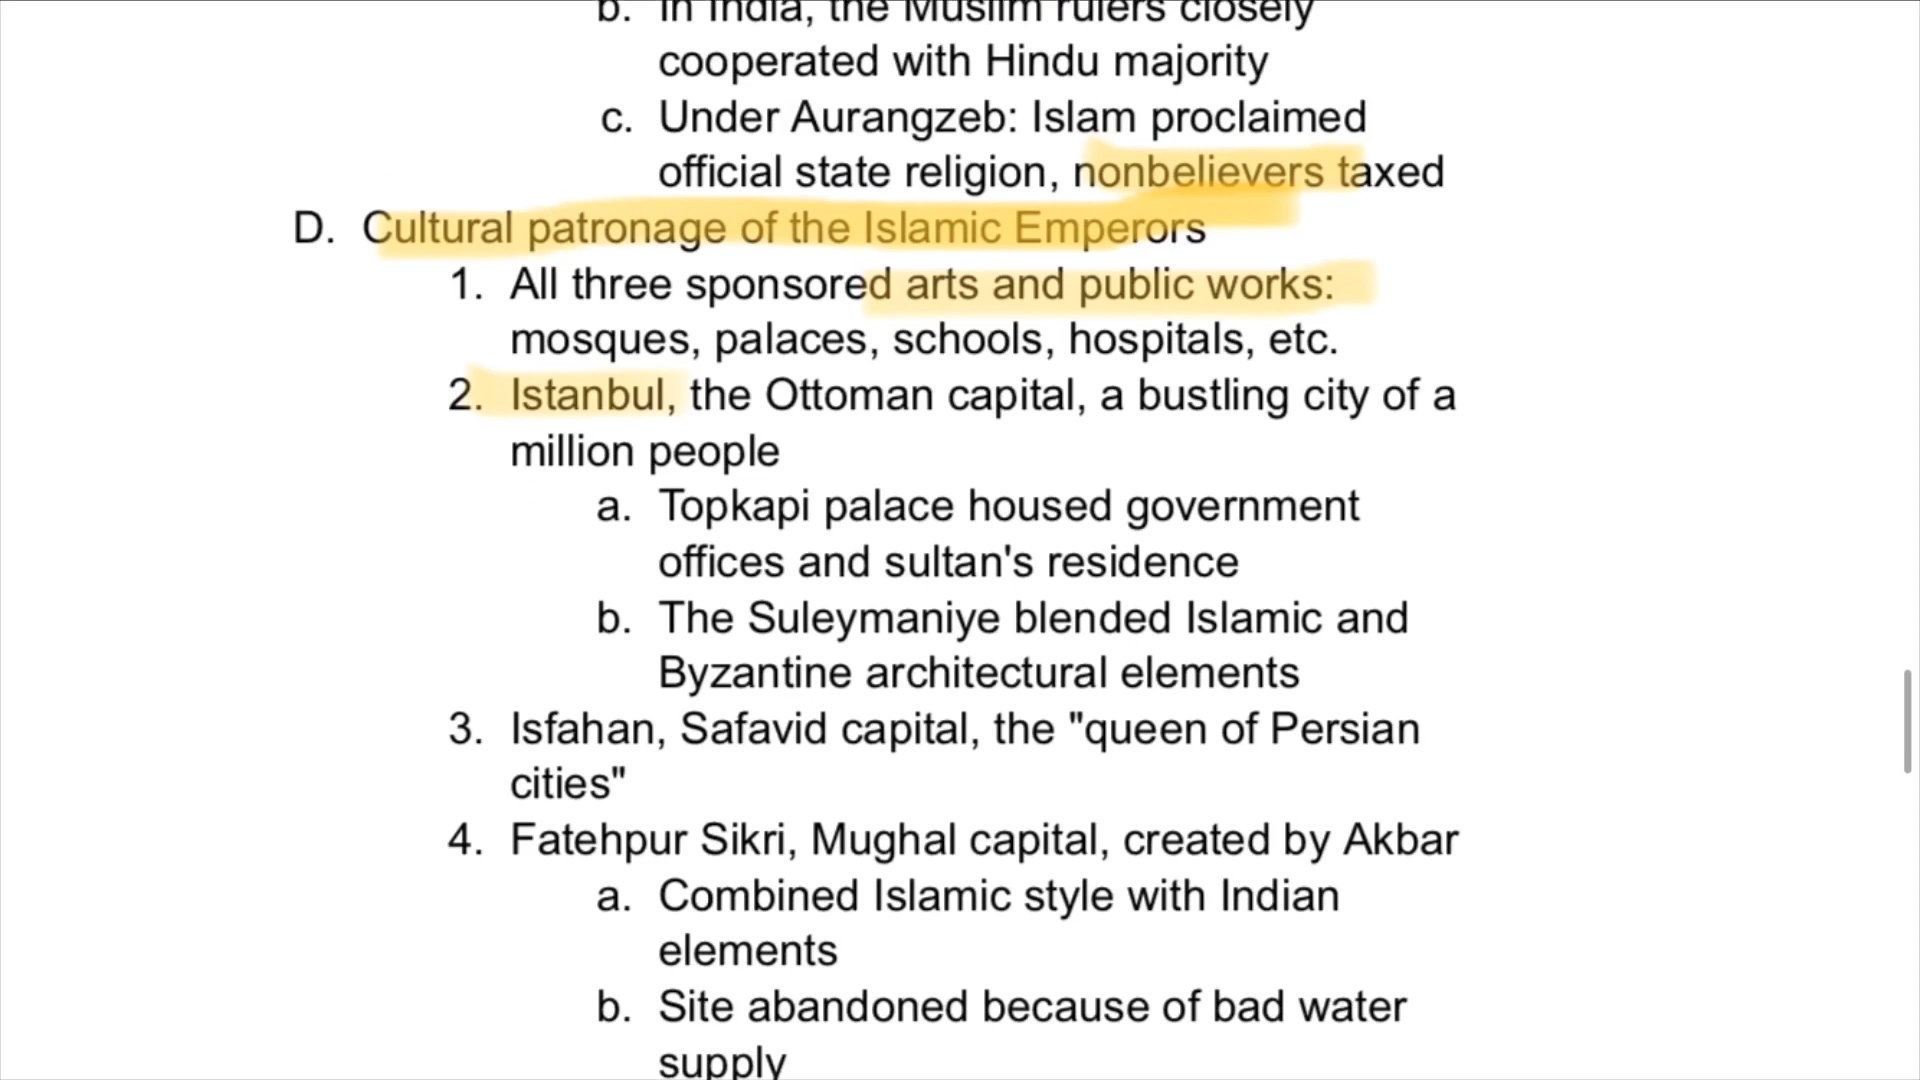 b. In India, the Muslim rulers closely
cooperated with Hindu majority
c. Under Aurangzeb: Islam proclaimed
official state religion, nonbelievers taxed
D. Cultural patronage of the Islamic Emperors
1. All three sponsored arts and public works:
mosques, palaces, schools, hospitals, etc.
2. Istanbul, the Ottoman capital, a bustling city of a
million people
a. Topkapi palace housed government
offices and sultan's residence
b. The Suleymaniye blended Islamic and
Byzantine architectural elements
3. Isfahan, Safavid capital, the "queen of Persian
cities"
4. Fatehpur Sikri, Mughal capital, created by Akbar
a. Combined Islamic style with Indian
elements
b. Site abandoned because of bad water
supply